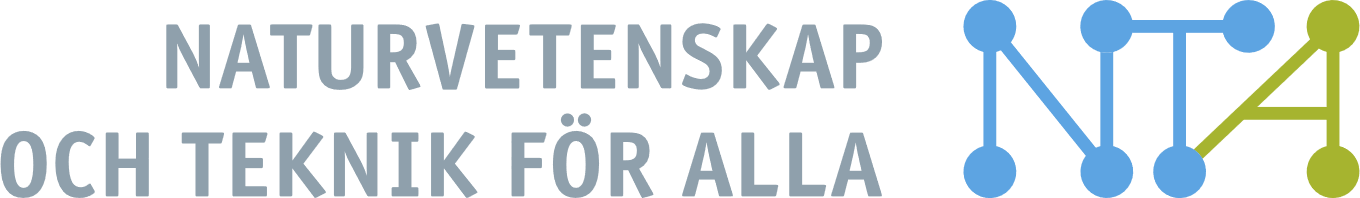 NATURVETENSKAP
OCH TEKNIK FÖR ALLA
NTA